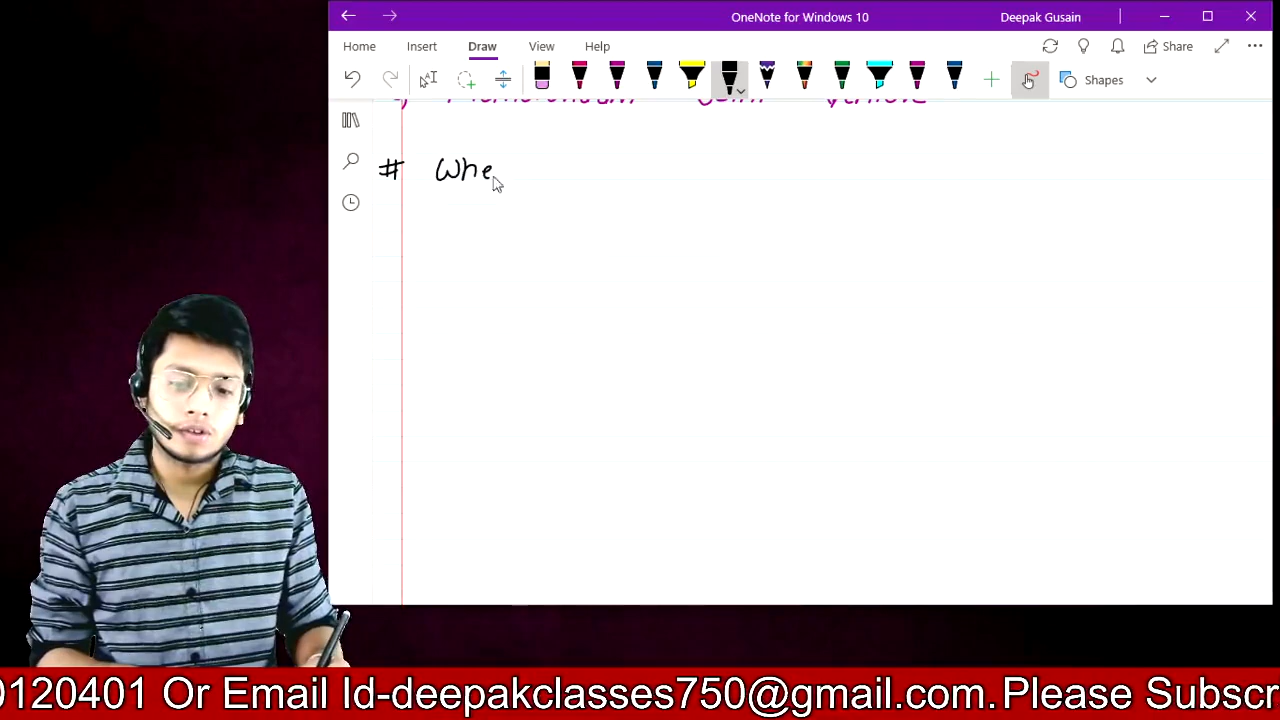 OneNote for Windows 10
Deepak Gusain
Home Insert Draw View Help
Share
Shapes
# Whe
0120401 Or Email Id-deepakclasses750@gmail.com. Please Subscr